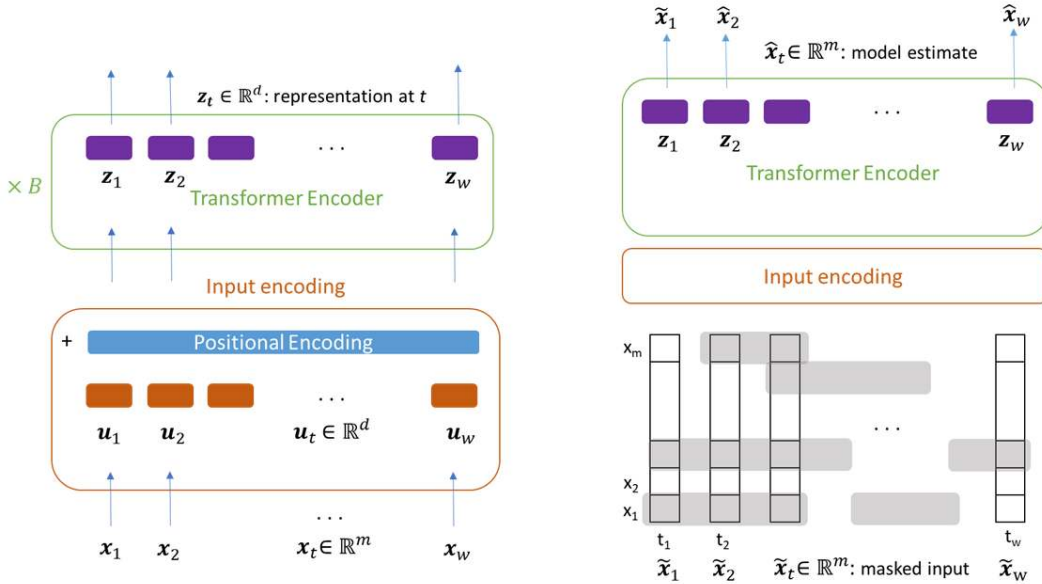 z_t ∈ ℝ^d: representation at t
. . .
z_1 z_2 z_w
× B
Transformer Encoder
Input encoding
+ Positional Encoding
. . .
u_1 u_2 u_t ∈ ℝ^d u_w
. . .
x_1 x_2 x_t ∈ ℝ^m x_w
x̃_1 x̂_2 x̂_w
x̂_t ∈ ℝ^m: model estimate
. . .
z_1 z_2 z_w
Transformer Encoder
Input encoding
x_m
. . .
x_2
x_1
t_1 t_2 t_w
x̃_1 x̃_2 x̃_t ∈ ℝ^m: masked input x̃_w